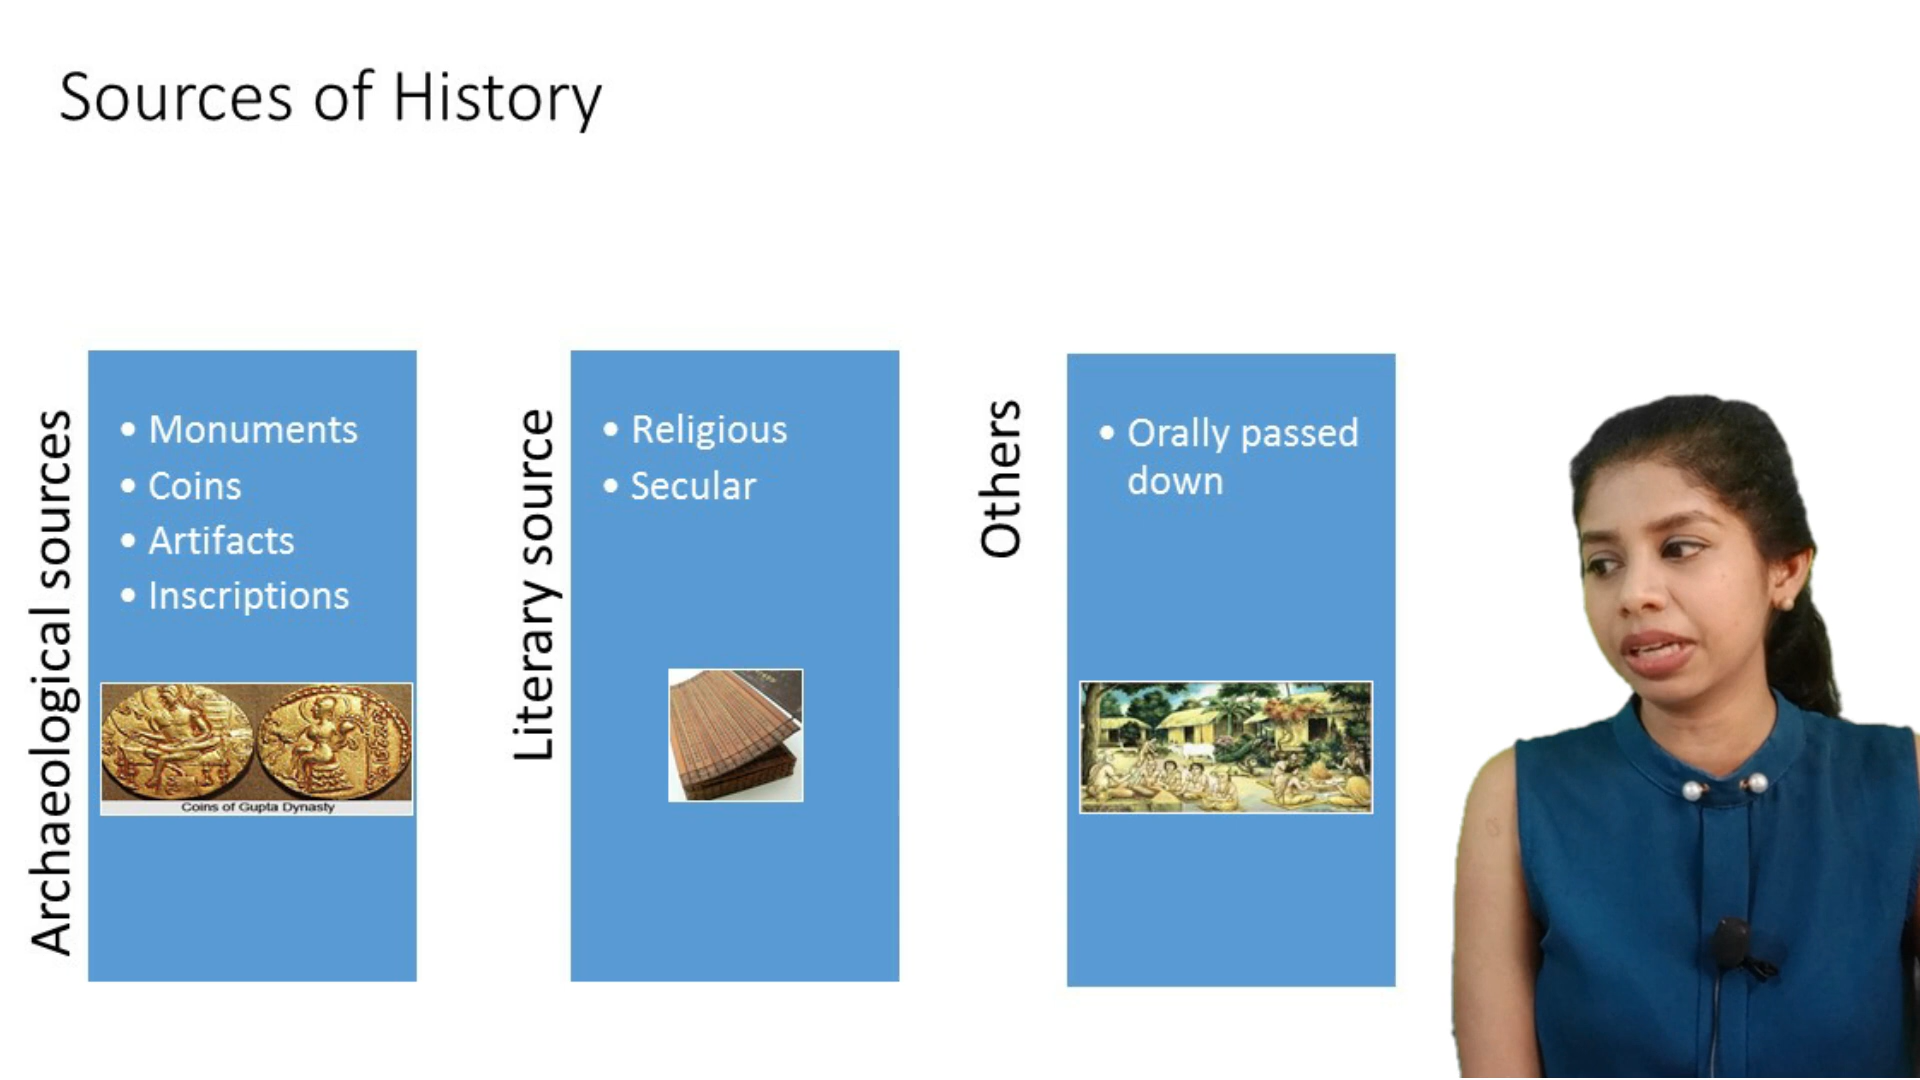 Sources of History
Archaeological sources
• Monuments
• Coins
• Artifacts
• Inscriptions
Coins of Gupta Dynasty
Literary source
• Religious
• Secular
Others
• Orally passed
down